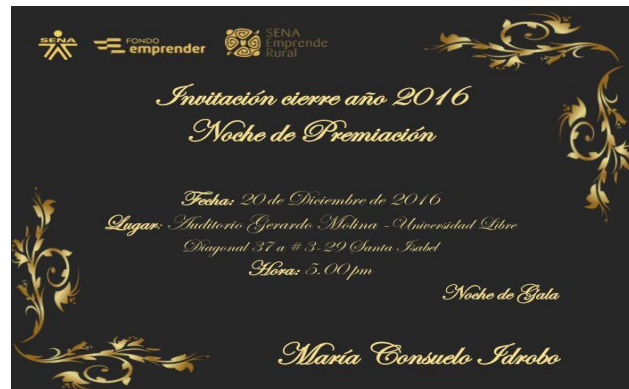 SENA
FONDO
emprender
SENA
Emprende
Rural
Invitación cierre año 2016
Noche de Premiación
Fecha: 20 de Diciembre de 2016
Lugar: Auditorio Gerardo Molina - Universidad Libre
Diagonal 37 a # 3-29 Santa Isabel
Hora: 5.00 pm
Noche de Gala
María Consuelo Idrobo